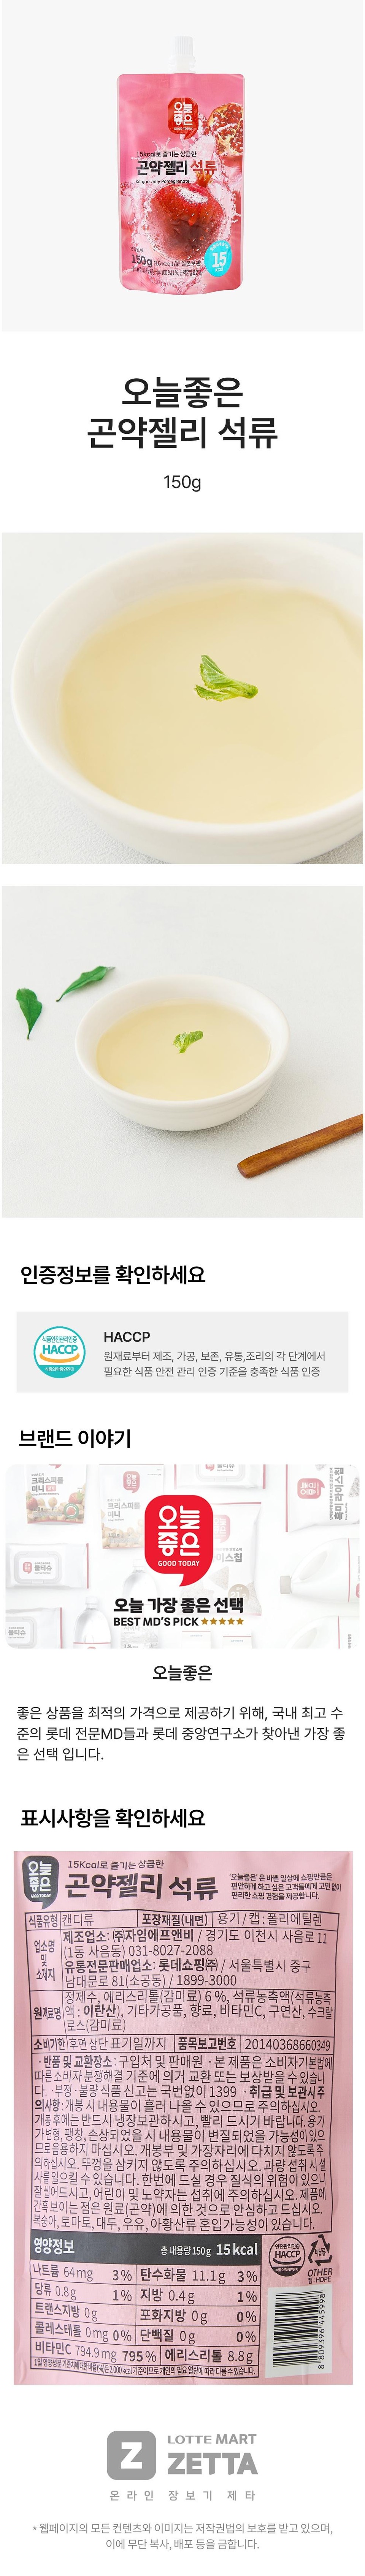 오늘
좋은
GOOD TODAY
15kcal로 즐기는 상큼한
곤약젤리 석류
Konjac Jelly Pomegranate
150g (15 kcal)
15
오늘좋은
곤약젤리 석류
150g
인증정보를 확인하세요
식품안전관리인증
HACCP
HACCP
원재료부터 제조, 가공, 보존, 유통,조리의 각 단계에서
필요한 식품 안전 관리 인증 기준을 충족한 식품 인증
브랜드 이야기
크리스피롤
미니
물티슈
오늘
좋은
GOOD TODAY
오늘 가장 좋은 선택
BEST MD'S PICK ★★★★★
오늘좋은
좋은 상품을 최적의 가격으로 제공하기 위해, 국내 최고 수
준의 롯데 전문MD들과 롯데 중앙연구소가 찾아낸 가장 좋
은 선택 입니다.
표시사항을 확인하세요
오늘
좋은
GOOD TODAY
15Kcal로 즐기는 상큼한
곤약젤리 석류
'오늘좋은' 은 바쁜 일상에 쇼핑만큼은
편안하게 하고 싶은 고객들에게 고민없이
편리한 쇼핑 경험을 제공합니다.
식품유형 캔디류 포장재질(내면) 용기 / 캡 : 폴리에틸렌
업소명 및 소재지
제조업소: ㈜자임에프앤비 / 경기도 이천시 사음로 11
(1동 사음동) 031-8027-2088
유통전문판매업소: 롯데쇼핑㈜ / 서울특별시 중구
남대문로 81(소공동) / 1899-3000
원재료명
정제수, 에리스리톨(감미료) 6 %, 석류농축액(석류농축
액 : 이란산), 기타가공품, 향료, 비타민C, 구연산, 수크랄
로스(감미료)
소비기한 후면 상단 표기일까지 품목보고번호 20140368660349
· 반품 및 교환장소 : 구입처 및 판매원 · 본 제품은 소비자기본법에
따른 소비자 분쟁해결 기준에 의거 교환 또는 보상받을 수 있습니
다. · 부정 · 불량 식품 신고는 국번없이 1399 · 취급 및 보관시 주
의사항 : 개봉 시 내용물이 흘러 나올 수 있으므로 주의하십시오.
개봉 후에는 반드시 냉장보관하시고, 빨리 드시기 바랍니다. 용기
가 변형, 팽창, 손상되었을 시 내용물이 변질되었을 가능성이 있으
므로 음용하지 마십시오. 개봉부 및 가장자리에 다치지 않도록 주
의하십시오. 뚜껑을 삼키지 않도록 주의하십시오. 과량 섭취 시 설
사를 일으킬 수 있습니다. 한번에 드실 경우 질식의 위험이 있으니
잘 씹어드시고, 어린이 및 노약자는 섭취에 주의하십시오. 제품에
간혹 보이는 점은 원료(곤약)에 의한 것으로 안심하고 드십시오.
복숭아, 토마토, 대두, 우유, 아황산류 혼입가능성이 있습니다.
영양정보 총 내용량 150 g 15 kcal
나트륨 64 mg 3 % 탄수화물 11.1 g 3 %
당류 0.8 g 1 % 지방 0.4 g 1 %
트랜스지방 0 g 포화지방 0 g 0 %
콜레스테롤 0 mg 0 % 단백질 0 g 0 %
비타민C 794.9 mg 795 % 에리스리톨 8.8 g
1일 영양성분 기준치에 대한 비율(%)은 2,000 kcal 기준이므로 개인의 필요 열량에 따라 다를 수 있습니다.
HACCP
OTHER
HDPE
8 809396 445998
Z
LOTTE MART
ZETTA
온라인 장보기 제타
* 웹페이지의 모든 컨텐츠와 이미지는 저작권법의 보호를 받고 있으며,
이에 무단 복사, 배포 등을 금합니다.